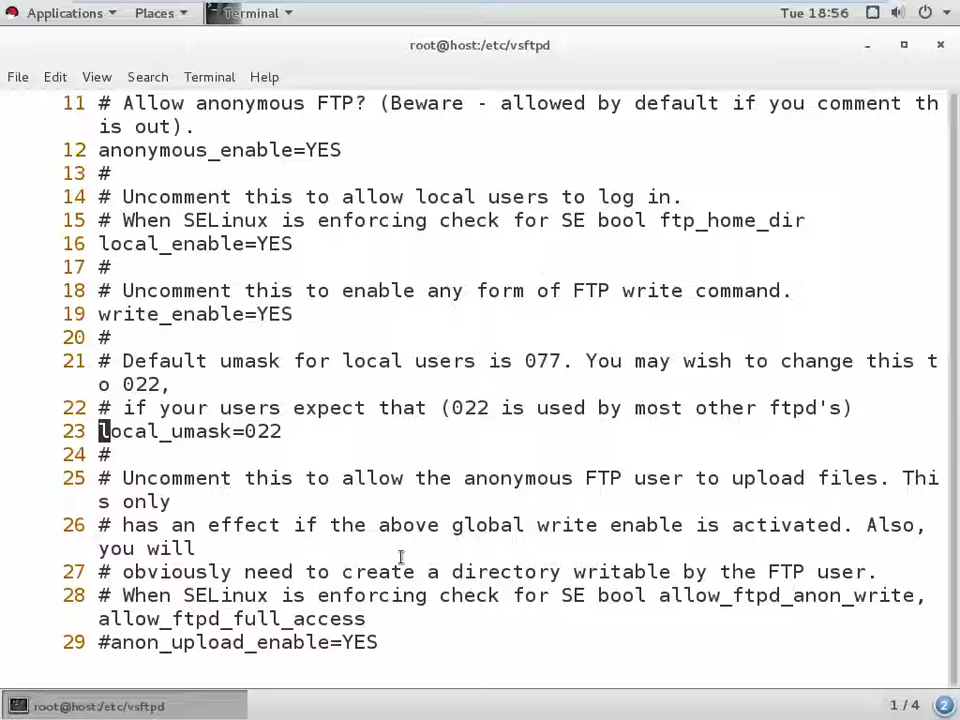 Applications Places Terminal Tue 18:56
root@host:/etc/vsftpd
File Edit View Search Terminal Help
11 # Allow anonymous FTP? (Beware - allowed by default if you comment th
is out).
12 anonymous_enable=YES
13 #
14 # Uncomment this to allow local users to log in.
15 # When SELinux is enforcing check for SE bool ftp_home_dir
16 local_enable=YES
17 #
18 # Uncomment this to enable any form of FTP write command.
19 write_enable=YES
20 #
21 # Default umask for local users is 077. You may wish to change this t
o 022,
22 # if your users expect that (022 is used by most other ftpd's)
23 local_umask=022
24 #
25 # Uncomment this to allow the anonymous FTP user to upload files. Thi
s only
26 # has an effect if the above global write enable is activated. Also,
you will
27 # obviously need to create a directory writable by the FTP user.
28 # When SELinux is enforcing check for SE bool allow_ftpd_anon_write,
allow_ftpd_full_access
29 #anon_upload_enable=YES
root@host:/etc/vsftpd 1 / 4 2